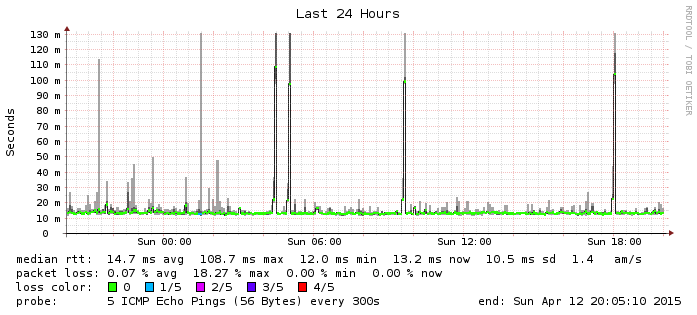 Last 24 Hours
RRDTOOL / TOBI OETIKER
Seconds
130 m
120 m
110 m
100 m
90 m
80 m
70 m
60 m
50 m
40 m
30 m
20 m
10 m
0
Sun 00:00 Sun 06:00 Sun 12:00 Sun 18:00
median rtt: 14.7 ms avg 108.7 ms max 12.0 ms min 13.2 ms now 10.5 ms sd 1.4 am/s
packet loss: 0.07 % avg 18.27 % max 0.00 % min 0.00 % now
loss color: 0 1/5 2/5 3/5 4/5
probe: 5 ICMP Echo Pings (56 Bytes) every 300s end: Sun Apr 12 20:05:10 2015